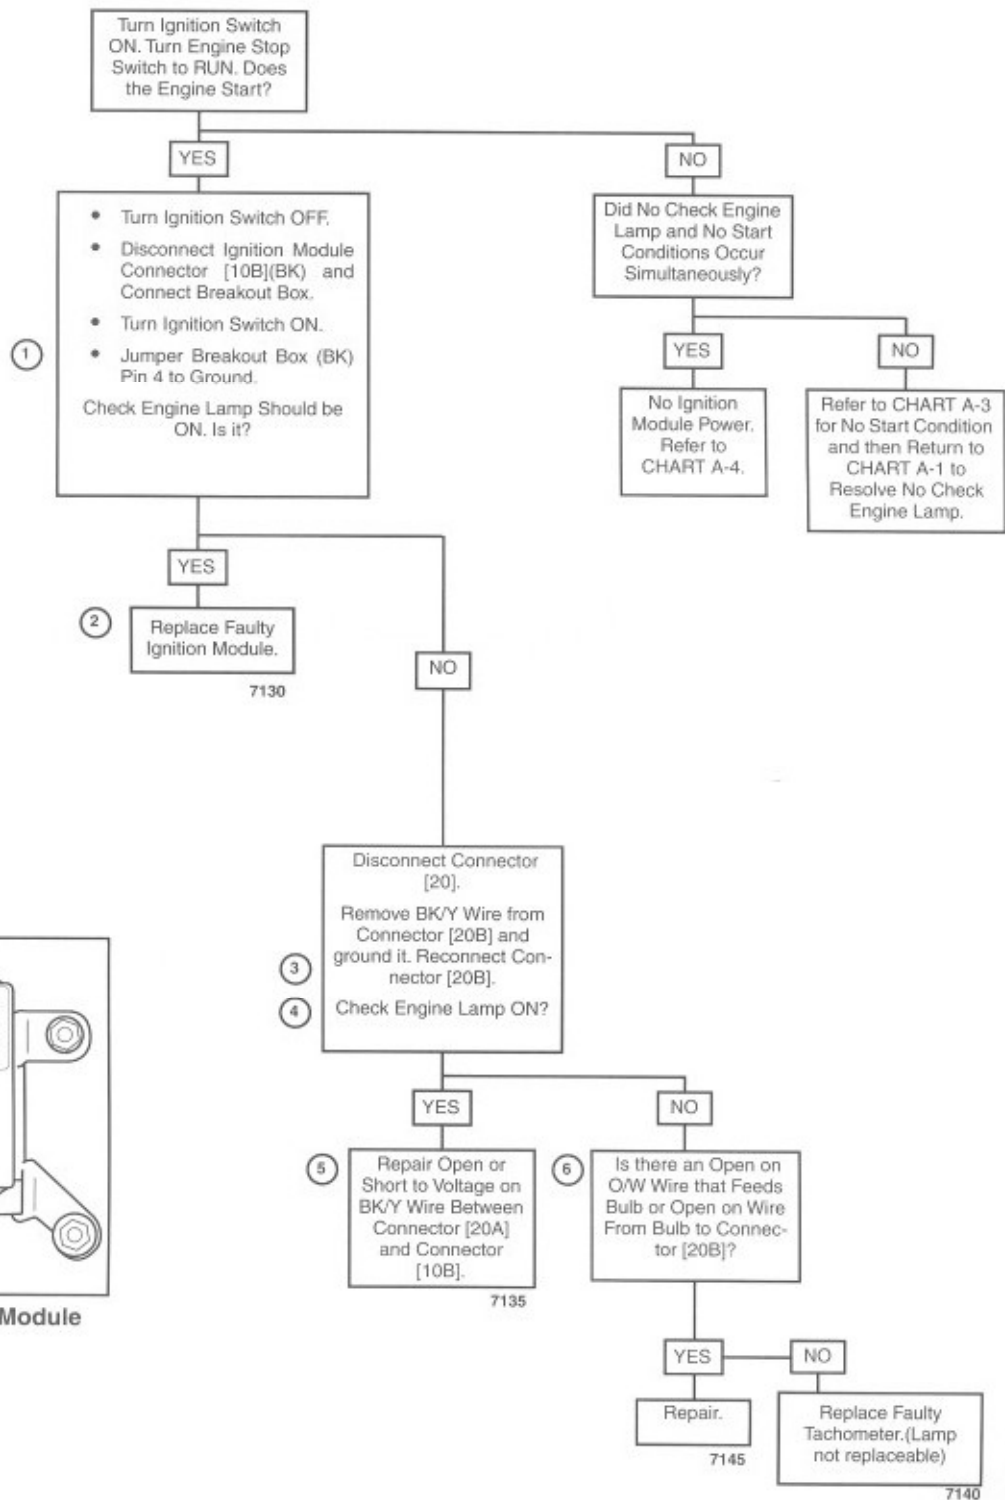 Turn Ignition Switch
ON. Turn Engine Stop
Switch to RUN. Does
the Engine Start?
YES
NO
• Turn Ignition Switch OFF.
• Disconnect Ignition Module
Connector [10B](BK) and
Connect Breakout Box.
• Turn Ignition Switch ON.
• Jumper Breakout Box (BK)
Pin 4 to Ground.
Check Engine Lamp Should be
ON. Is it?
1
Did No Check Engine
Lamp and No Start
Conditions Occur
Simultaneously?
YES
NO
No Ignition
Module Power.
Refer to
CHART A-4.
Refer to CHART A-3
for No Start Condition
and then Return to
CHART A-1 to
Resolve No Check
Engine Lamp.
YES
2
Replace Faulty
Ignition Module.
7130
NO
Disconnect Connector
[20].
Remove BK/Y Wire from
Connector [20B] and
ground it. Reconnect Con-
nector [20B].
3
4
Check Engine Lamp ON?
YES
NO
5
Repair Open or
Short to Voltage on
BK/Y Wire Between
Connector [20A]
and Connector
[10B].
7135
6
Is there an Open on
O/W Wire that Feeds
Bulb or Open on Wire
From Bulb to Connec-
tor [20B]?
Module
YES
NO
Repair.
7145
Replace Faulty
Tachometer.(Lamp
not replaceable)
7140